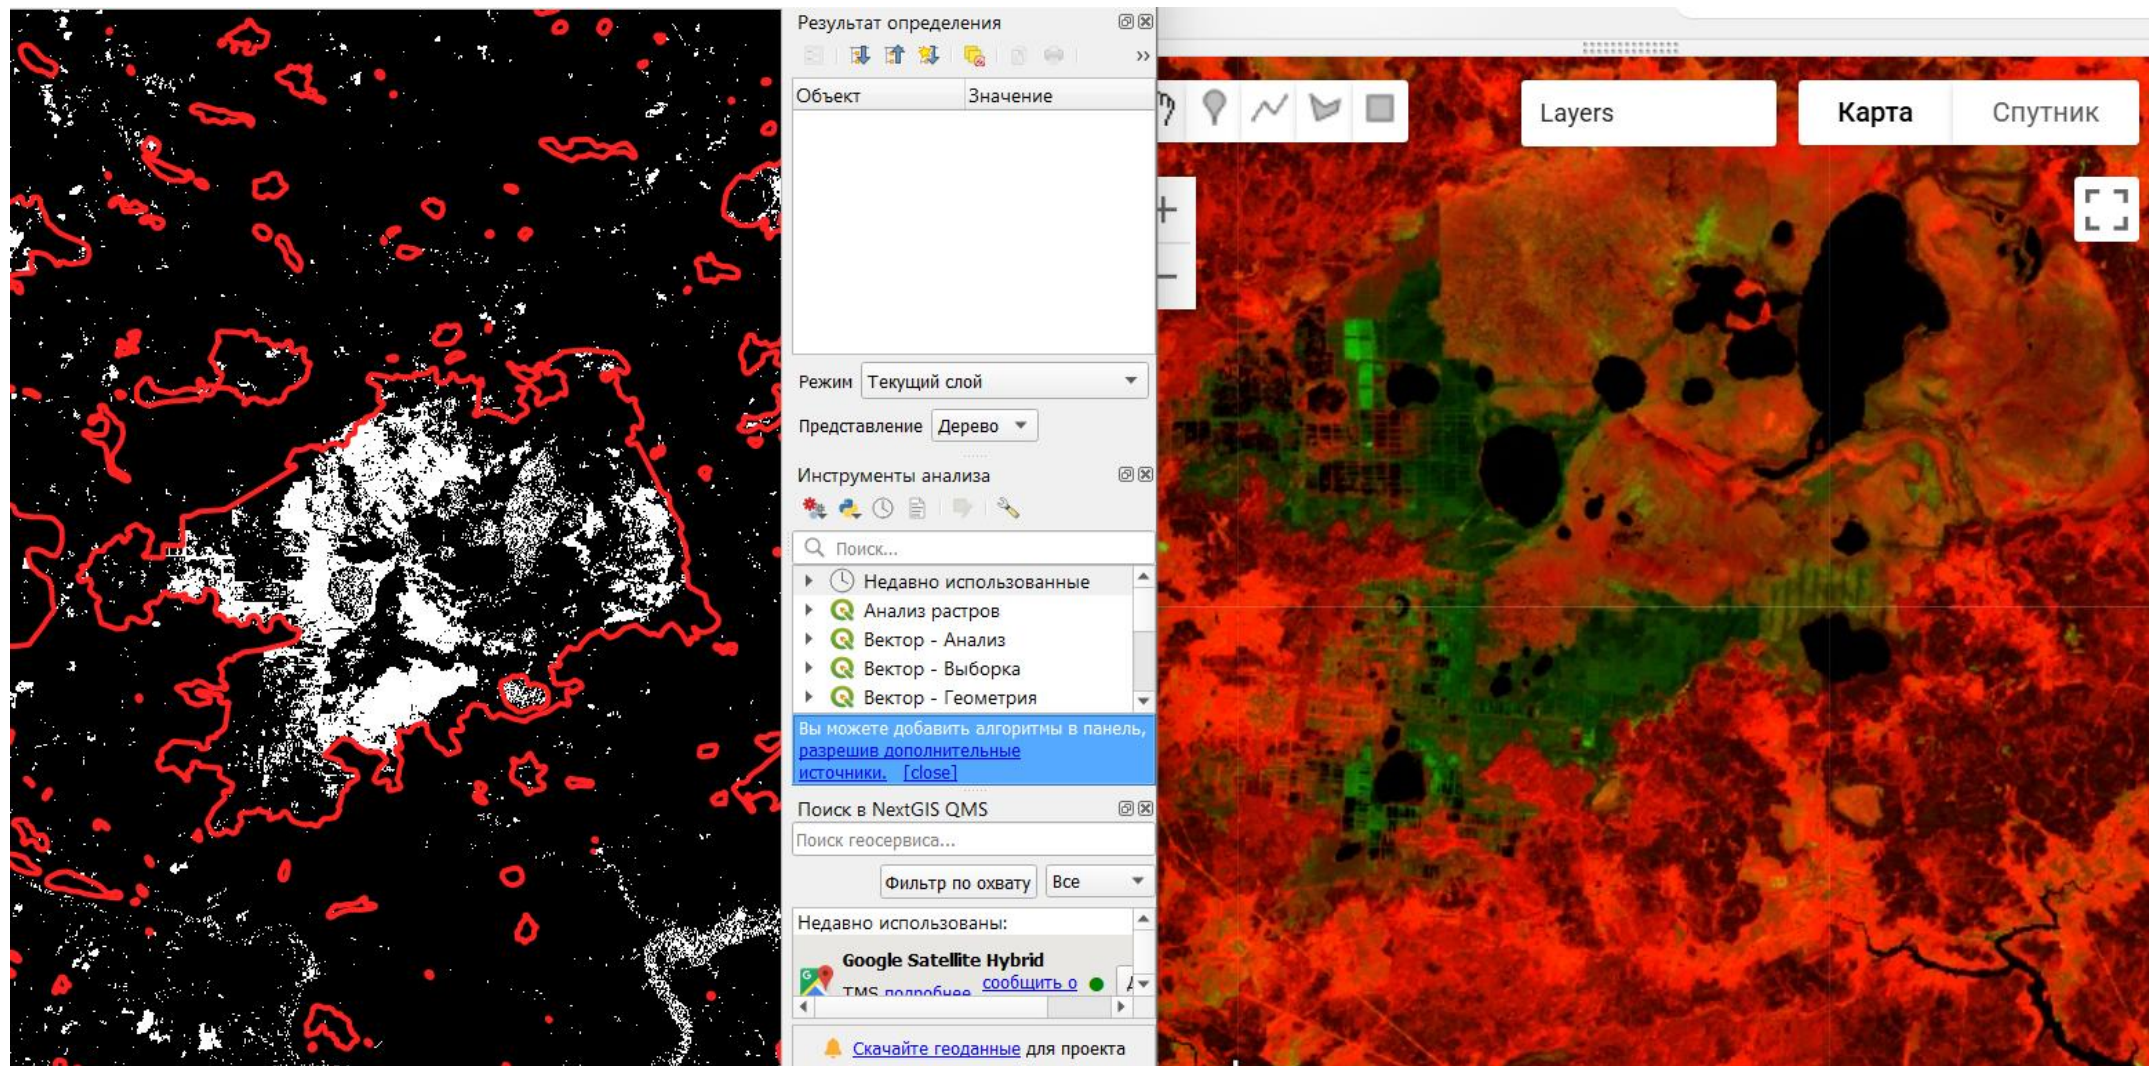 Результат определения
»
Объект Значение
Режим Текущий слой
Представление Дерево
Инструменты анализа
Поиск...
Недавно использованные
Анализ растров
Вектор - Анализ
Вектор - Выборка
Вектор - Геометрия
Вы можете добавить алгоритмы в панель,
разрешив дополнительные
источники. [close]
Поиск в NextGIS QMS
Поиск геосервиса...
Фильтр по охвату Все
Недавно использованы:
Google Satellite Hybrid
TMS подробнее сообщить о
Скачайте геоданные для проекта
Layers
Карта Спутник
+
−